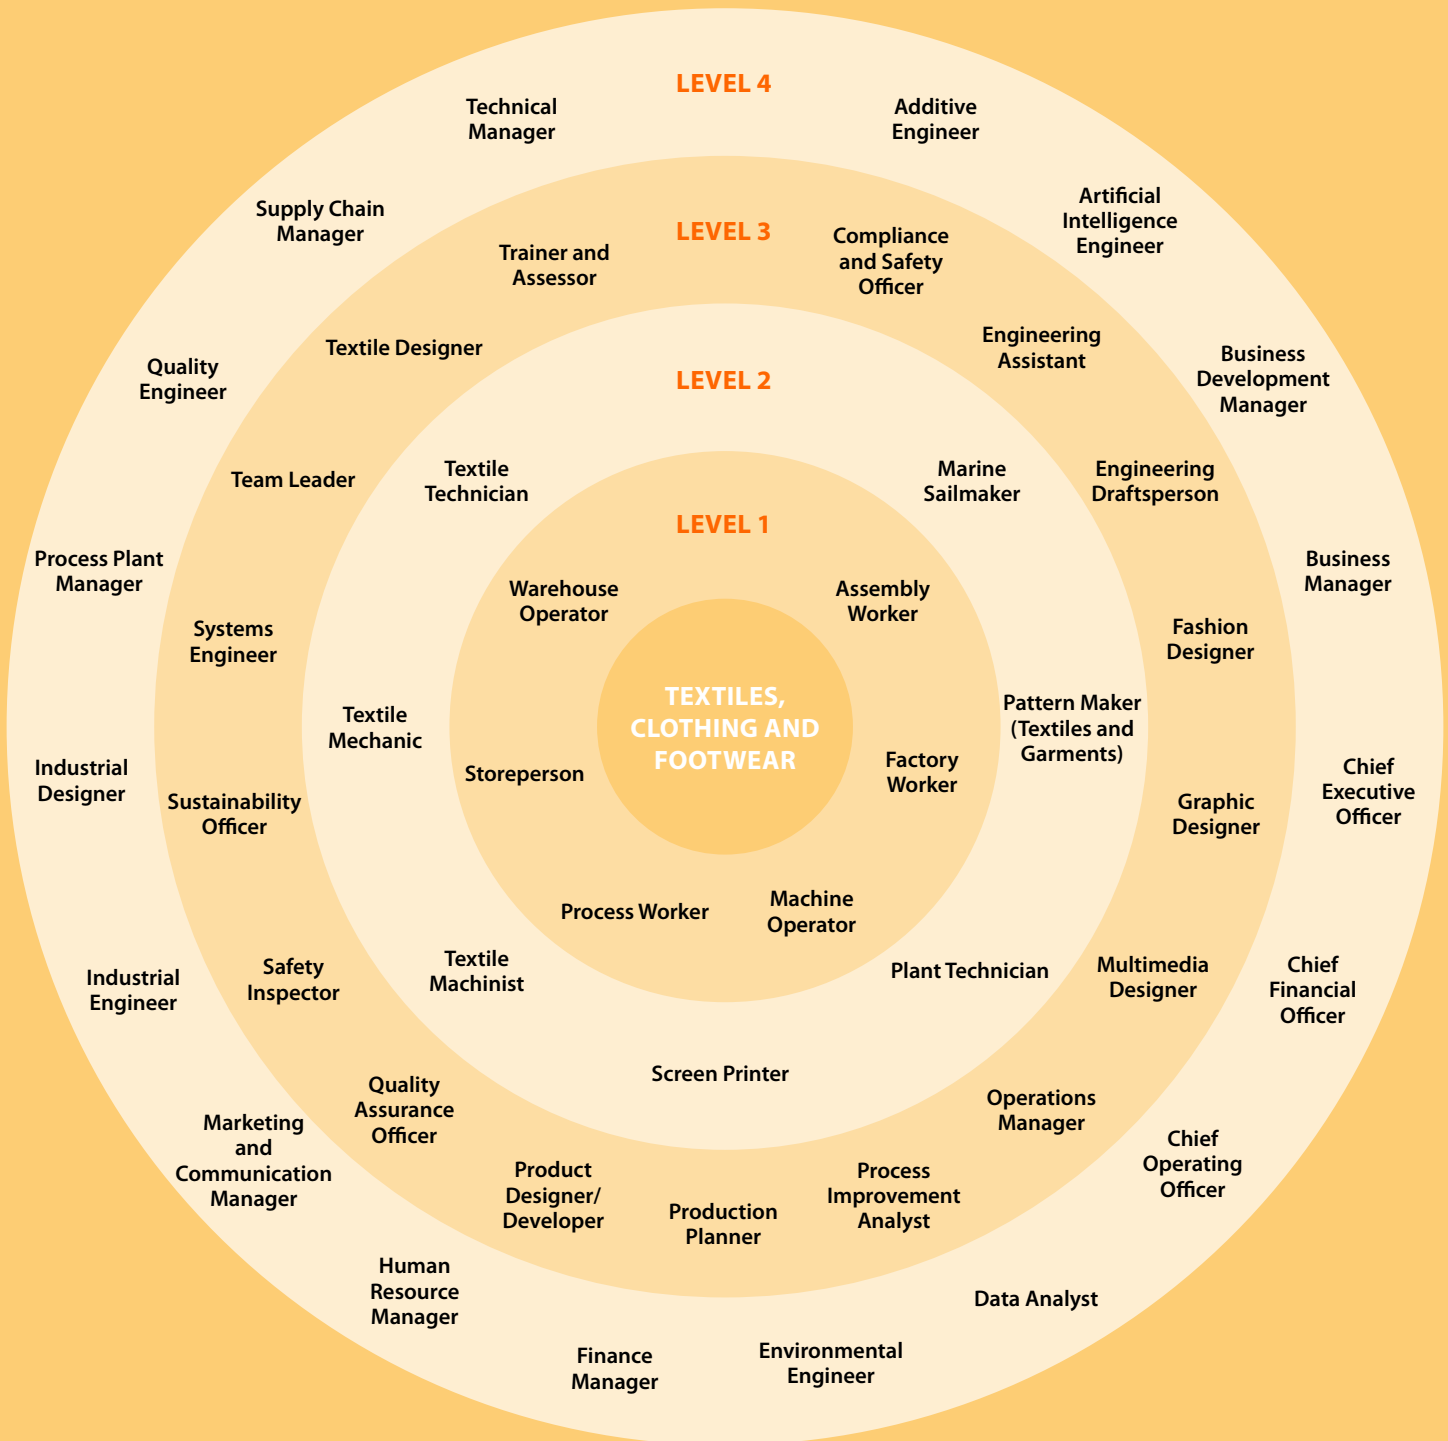 LEVEL 4
Additive
Engineer
Artificial
Intelligence
Engineer
Business
Development
Manager
Business
Manager
Chief
Executive
Officer
Chief
Financial
Officer
Chief
Operating
Officer
Data Analyst
Environmental
Engineer
Finance
Manager
Human
Resource
Manager
Marketing
and
Communication
Manager
Industrial
Engineer
Industrial
Designer
Process Plant
Manager
Quality
Engineer
Supply Chain
Manager
Technical
Manager
LEVEL 3
Compliance
and Safety
Officer
Engineering
Assistant
Engineering
Draftsperson
Fashion
Designer
Graphic
Designer
Multimedia
Designer
Operations
Manager
Process
Improvement
Analyst
Production
Planner
Product
Designer/
Developer
Quality
Assurance
Officer
Safety
Inspector
Sustainability
Officer
Systems
Engineer
Team Leader
Textile Designer
Trainer and
Assessor
LEVEL 2
Marine
Sailmaker
Pattern Maker
(Textiles and
Garments)
Plant Technician
Screen Printer
Textile
Machinist
Textile
Mechanic
Textile
Technician
LEVEL 1
Assembly
Worker
Factory
Worker
Machine
Operator
Process Worker
Storeperson
Warehouse
Operator
TEXTILES,
CLOTHING AND
FOOTWEAR